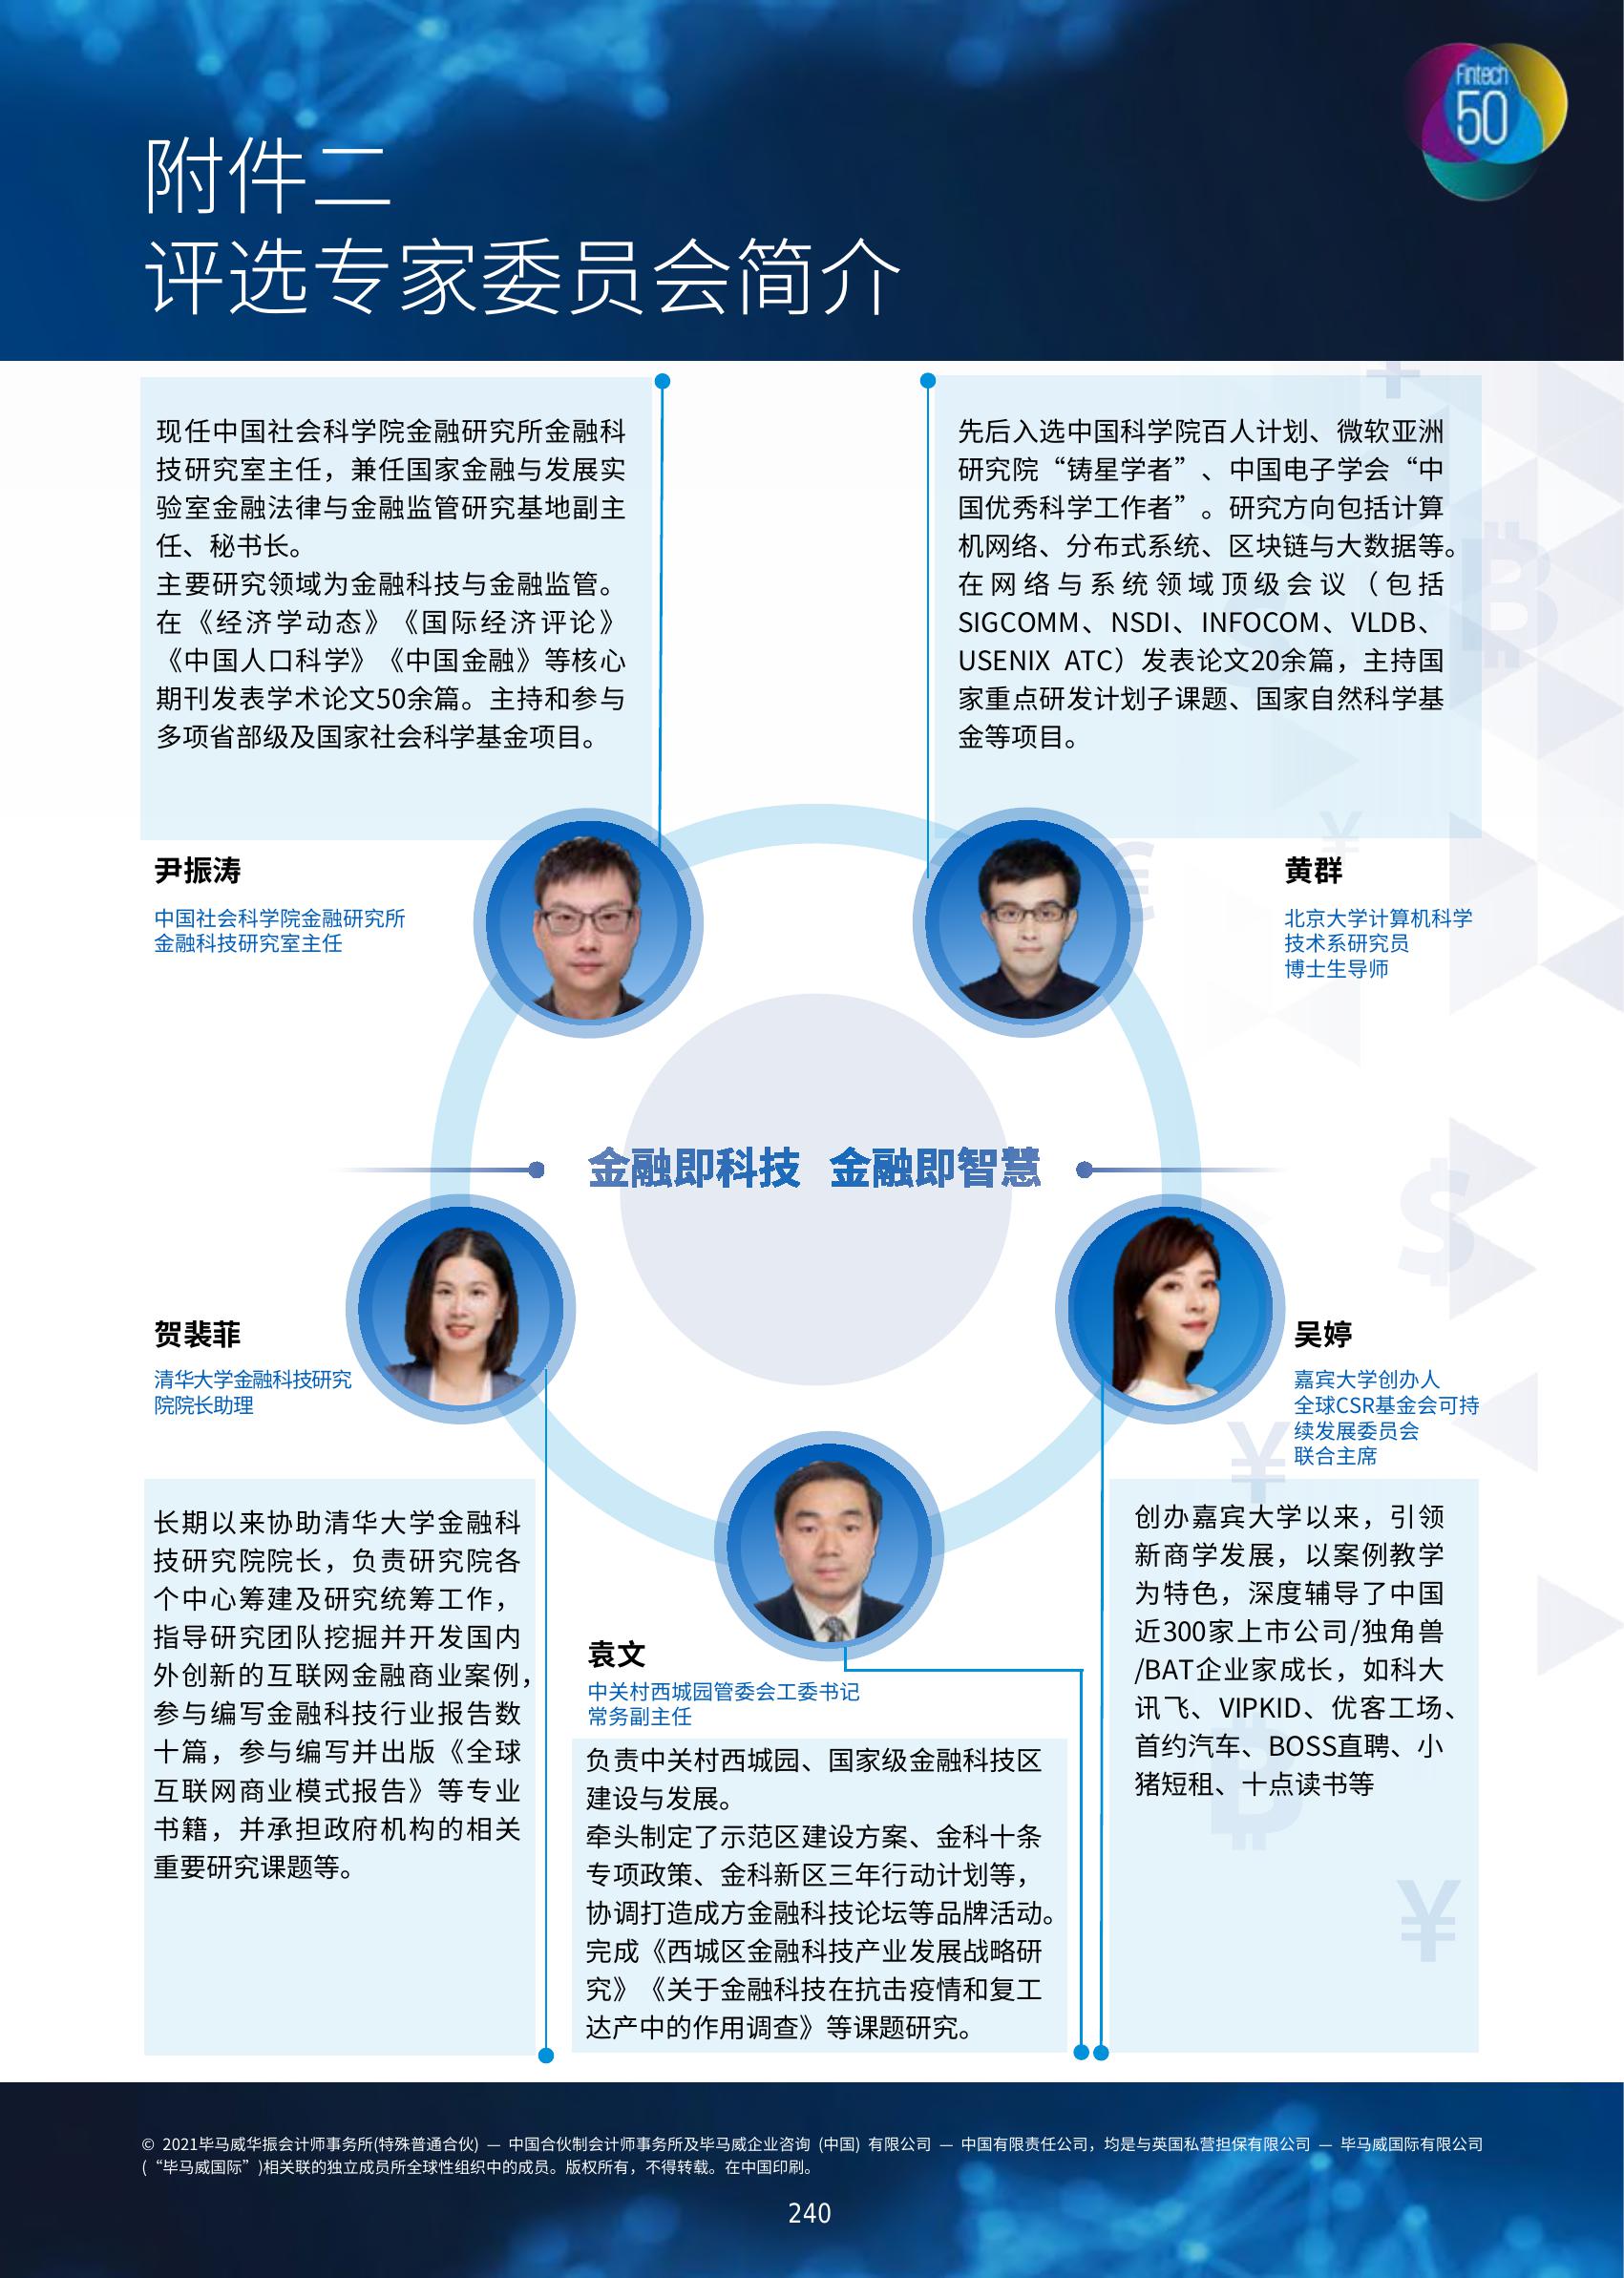 Fintech
50
附件二
评选专家委员会简介
现任中国社会科学院金融研究所金融科
技研究室主任，兼任国家金融与发展实
验室金融法律与金融监管研究基地副主
任、秘书长。
主要研究领域为金融科技与金融监管。
在《经济学动态》《国际经济评论》
《中国人口科学》《中国金融》等核心
期刊发表学术论文50余篇。主持和参与
多项省部级及国家社会科学基金项目。
尹振涛
中国社会科学院金融研究所
金融科技研究室主任
先后入选中国科学院百人计划、微软亚洲
研究院“铸星学者”、中国电子学会“中
国优秀科学工作者”。研究方向包括计算
机网络、分布式系统、区块链与大数据等。
在网络与系统领域顶级会议（包括
SIGCOMM、NSDI、INFOCOM、VLDB、
USENIX ATC）发表论文20余篇，主持国
家重点研发计划子课题、国家自然科学基
金等项目。
黄群
北京大学计算机科学
技术系研究员
博士生导师
金融即科技 金融即智慧
贺裴菲
清华大学金融科技研究
院院长助理
长期以来协助清华大学金融科
技研究院院长，负责研究院各
个中心筹建及研究统筹工作，
指导研究团队挖掘并开发国内
外创新的互联网金融商业案例，
参与编写金融科技行业报告数
十篇，参与编写并出版《全球
互联网商业模式报告》等专业
书籍，并承担政府机构的相关
重要研究课题等。
袁文
中关村西城园管委会工委书记
常务副主任
负责中关村西城园、国家级金融科技区
建设与发展。
牵头制定了示范区建设方案、金科十条
专项政策、金科新区三年行动计划等，
协调打造成方金融科技论坛等品牌活动。
完成《西城区金融科技产业发展战略研
究》《关于金融科技在抗击疫情和复工
达产中的作用调查》等课题研究。
吴婷
嘉宾大学创办人
全球CSR基金会可持
续发展委员会
联合主席
创办嘉宾大学以来，引领
新商学发展，以案例教学
为特色，深度辅导了中国
近300家上市公司/独角兽
/BAT企业家成长，如科大
讯飞、VIPKID、优客工场、
首约汽车、BOSS直聘、小
猪短租、十点读书等
© 2021毕马威华振会计师事务所(特殊普通合伙) — 中国合伙制会计师事务所及毕马威企业咨询 (中国) 有限公司 — 中国有限责任公司，均是与英国私营担保有限公司 — 毕马威国际有限公司
(“毕马威国际”)相关联的独立成员所全球性组织中的成员。版权所有，不得转载。在中国印刷。
240